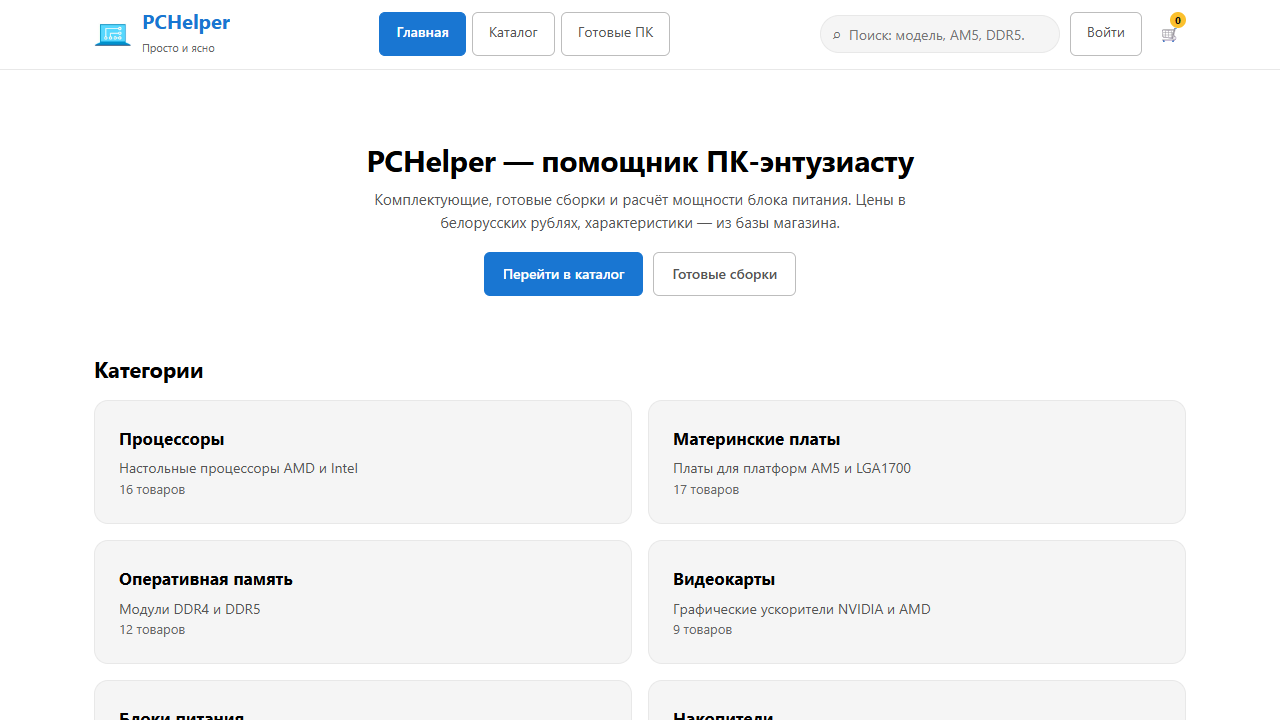 PCHelper
Просто и ясно
Главная
Каталог
Готовые ПК
Поиск: модель, AM5, DDR5.
Войти
0
PCHelper — помощник ПК-энтузиасту
Комплектующие, готовые сборки и расчёт мощности блока питания. Цены в
белорусских рублях, характеристики — из базы магазина.
Перейти в каталог
Готовые сборки
Категории
Процессоры
Настольные процессоры AMD и Intel
16 товаров
Материнские платы
Платы для платформ AM5 и LGA1700
17 товаров
Оперативная память
Модули DDR4 и DDR5
12 товаров
Видеокарты
Графические ускорители NVIDIA и AMD
9 товаров
Блоки питания
Накопители